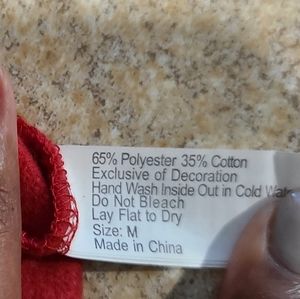 65% Polyester 35% Cotton
Exclusive of Decoration
Hand Wash Inside Out in Cold Wate
Do Not Bleach
Lay Flat to Dry
Size: M
Made in China